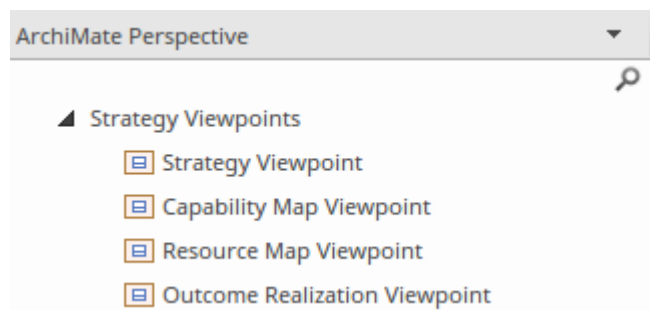 ArchiMate Perspective
Strategy Viewpoints
Strategy Viewpoint
Capability Map Viewpoint
Resource Map Viewpoint
Outcome Realization Viewpoint